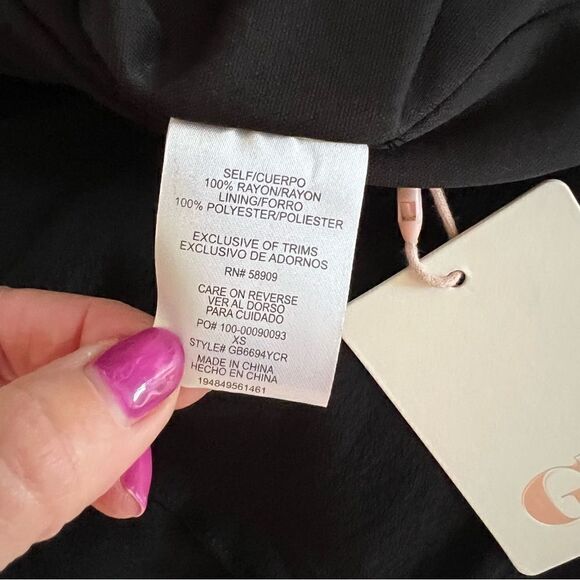 SELF/CUERPO
100% RAYON/RAYON
LINING/FORRO
100% POLYESTER/POLIESTER
EXCLUSIVE OF TRIMS
EXCLUSIVO DE ADORNOS
RN# 58909
CARE ON REVERSE
VER AL DORSO
PARA CUIDADO
PO# 100-00090093
XS
STYLE# GB6694YCR
MADE IN CHINA
HECHO EN CHINA
194849561461
G